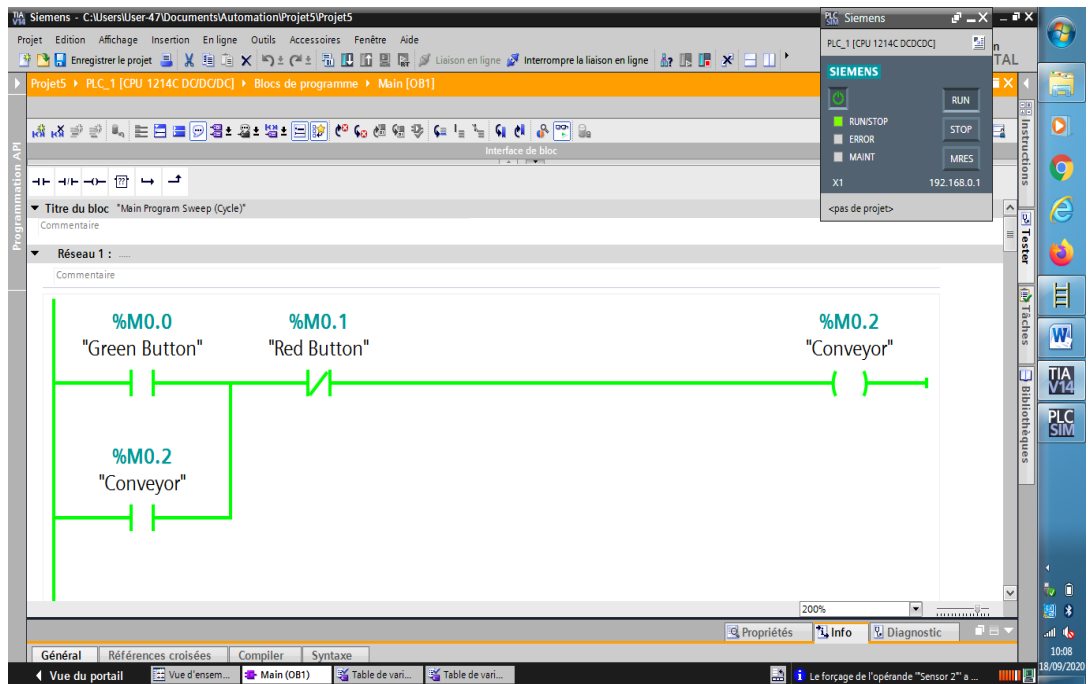 TIA V14 Siemens - C:\Users\User-47\Documents\Automation\Projet5\Projet5
Projet Edition Affichage Insertion En ligne Outils Accessoires Fenêtre Aide
Enregistrer le projet Liaison en ligne Interrompre la liaison en ligne
TAL
Projet5 PLC_1 [CPU 1214C DC/DC/DC] Blocs de programme Main [OB1]
PLC SIM Siemens
PLC_1 [CPU 1214C DCDCDC]
SIEMENS
RUN
RUN/STOP
STOP
ERROR
MAINT
MRES
X1 192.168.0.1
<pas de projet>
Interface de bloc
Programmation API
??
Titre du bloc "Main Program Sweep (Cycle)"
Commentaire
Réseau 1 : .....
Commentaire
%M0.0 %M0.1 %M0.2
"Green Button" "Red Button" "Conveyor"
%M0.2
"Conveyor"
Instructions
Tester
Tâches
Bibliothèques
W
TIA V14
PLC SIM
200%
Propriétés Info Diagnostic
Général Références croisées Compiler Syntaxe
Vue du portail Vue d'ensem... Main (OB1) Table de vari... Table de vari... Le forçage de l'opérande "'Sensor 2"' a ...
10:08
18/09/2020